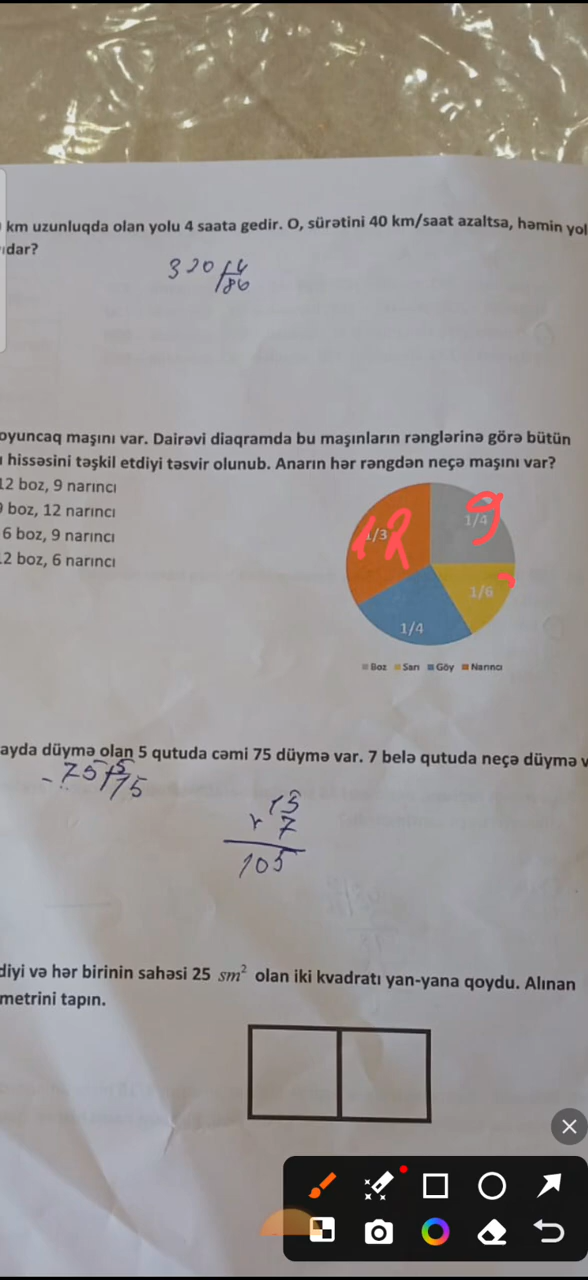 km uzunluqda olan yolu 4 saata gedir. O, sürətini 40 km/saat azaltsa, həmin yol
dar?
320 4
80
oyuncaq maşını var. Dairəvi diaqramda bu maşınların rənglərinə görə bütün
hissəsini təşkil etdiyi təsvir olunub. Anarın hər rəngdən neçə maşını var?
12 boz, 9 narıncı
boz, 12 narıncı
6 boz, 9 narıncı
2 boz, 6 narıncı
1/3 12
1/4 9
1/6
1/4
Boz Sarı Göy Narıncı
ayda düymə olan 5 qutuda cəmi 75 düymə var. 7 belə qutuda neçə düymə v
- 75 5
15
15
x 7
105
diyi və hər birinin sahəsi 25 sm² olan iki kvadratı yan-yana qoydu. Alınan
metrini tapın.